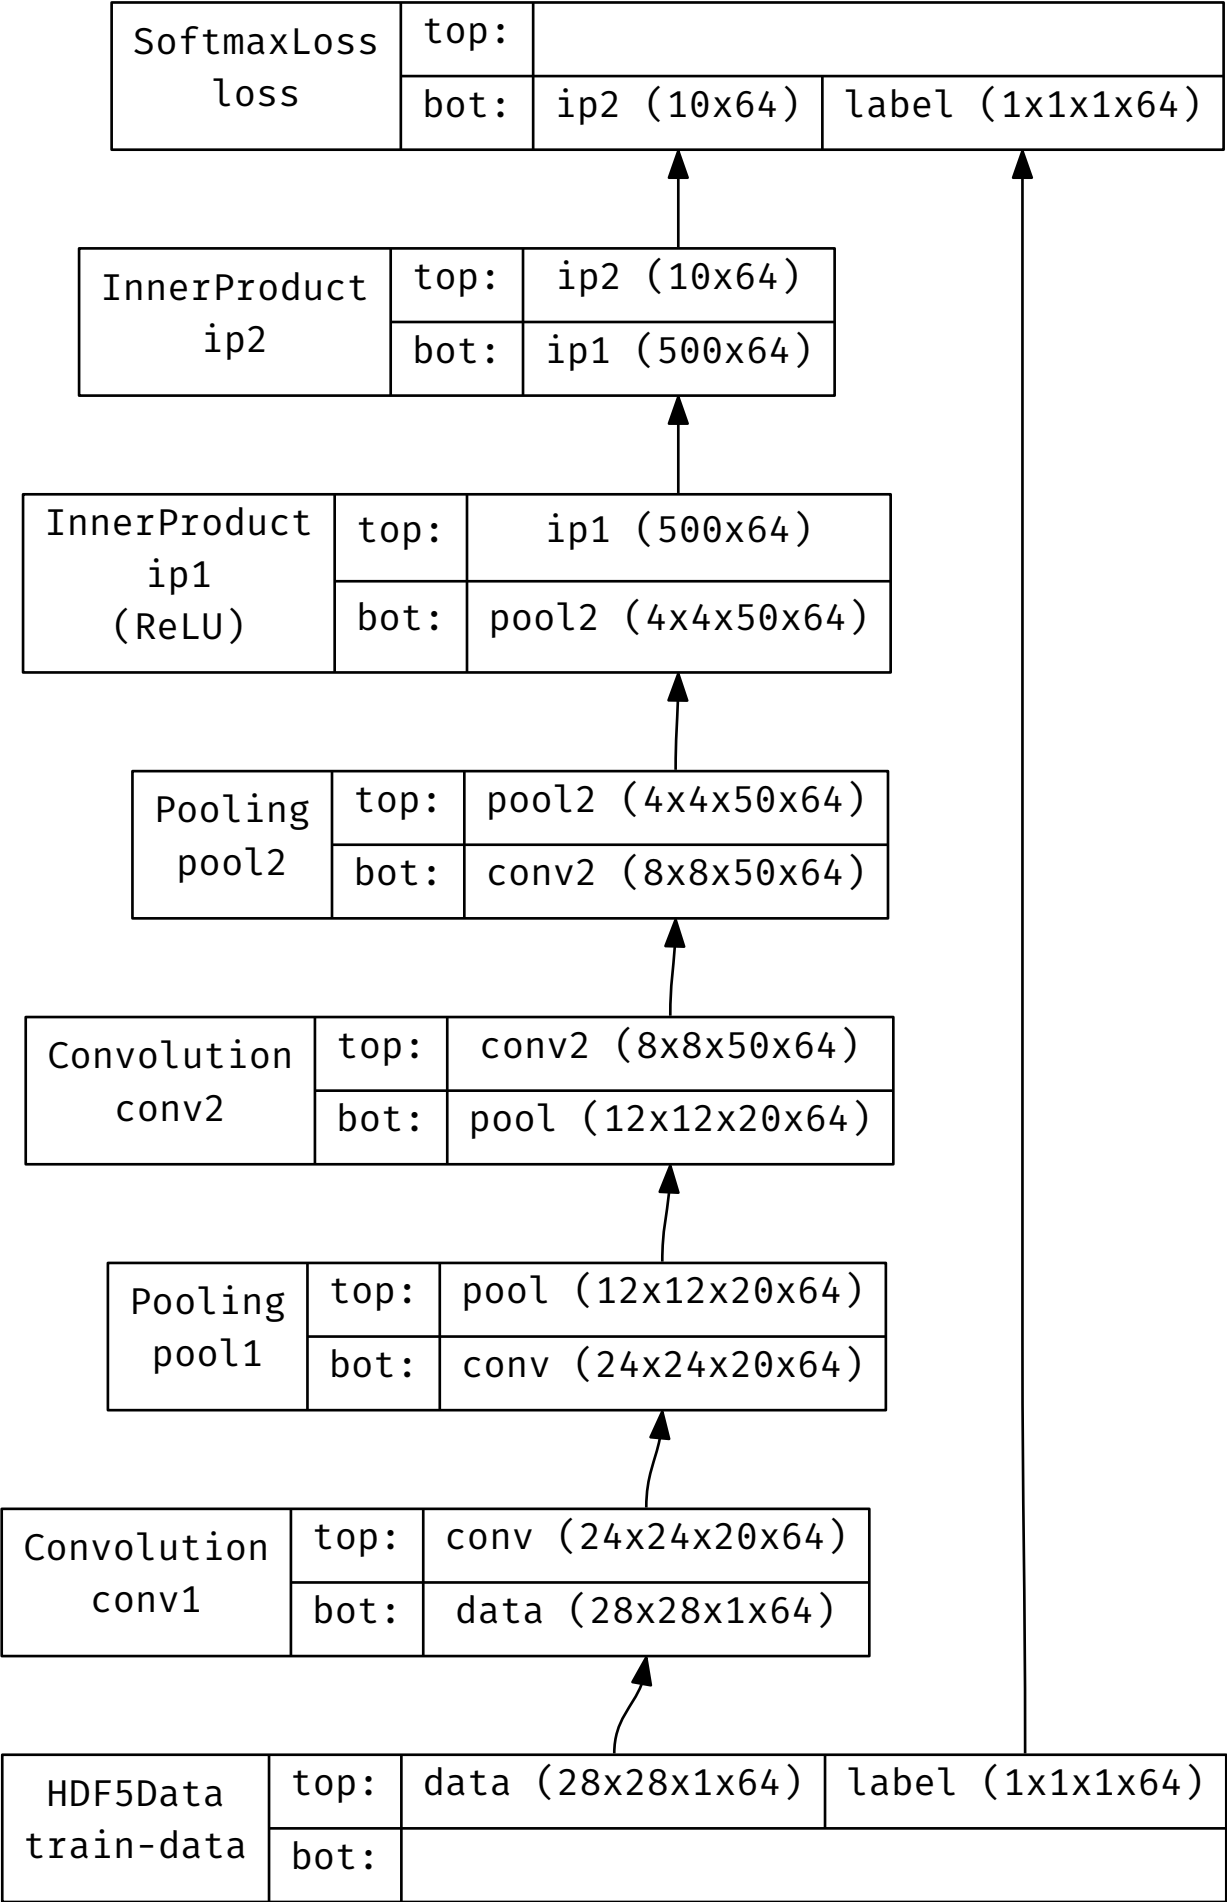 SoftmaxLoss
loss
top:
bot:
ip2 (10x64)
label (1x1x1x64)
InnerProduct
ip2
top:
ip2 (10x64)
bot:
ip1 (500x64)
InnerProduct
ip1
(ReLU)
top:
ip1 (500x64)
bot:
pool2 (4x4x50x64)
Pooling
pool2
top:
pool2 (4x4x50x64)
bot:
conv2 (8x8x50x64)
Convolution
conv2
top:
conv2 (8x8x50x64)
bot:
pool (12x12x20x64)
Pooling
pool1
top:
pool (12x12x20x64)
bot:
conv (24x24x20x64)
Convolution
conv1
top:
conv (24x24x20x64)
bot:
data (28x28x1x64)
HDF5Data
train-data
top:
data (28x28x1x64)
label (1x1x1x64)
bot: